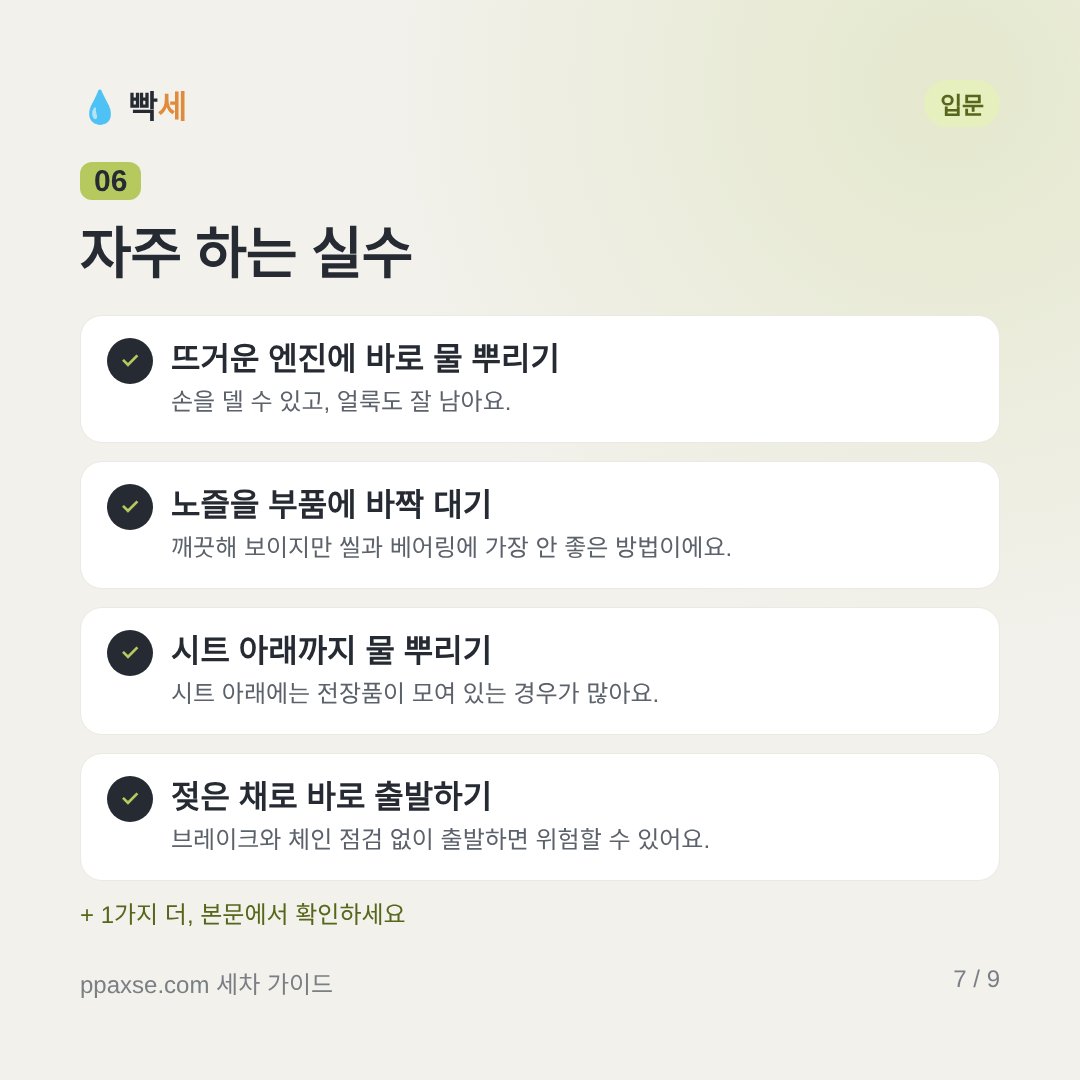 빡세
입문
06
자주 하는 실수
뜨거운 엔진에 바로 물 뿌리기
손을 델 수 있고, 얼룩도 잘 남아요.
노즐을 부품에 바짝 대기
깨끗해 보이지만 씰과 베어링에 가장 안 좋은 방법이에요.
시트 아래까지 물 뿌리기
시트 아래에는 전장품이 모여 있는 경우가 많아요.
젖은 채로 바로 출발하기
브레이크와 체인 점검 없이 출발하면 위험할 수 있어요.
+ 1가지 더, 본문에서 확인하세요
ppaxse.com 세차 가이드
7 / 9